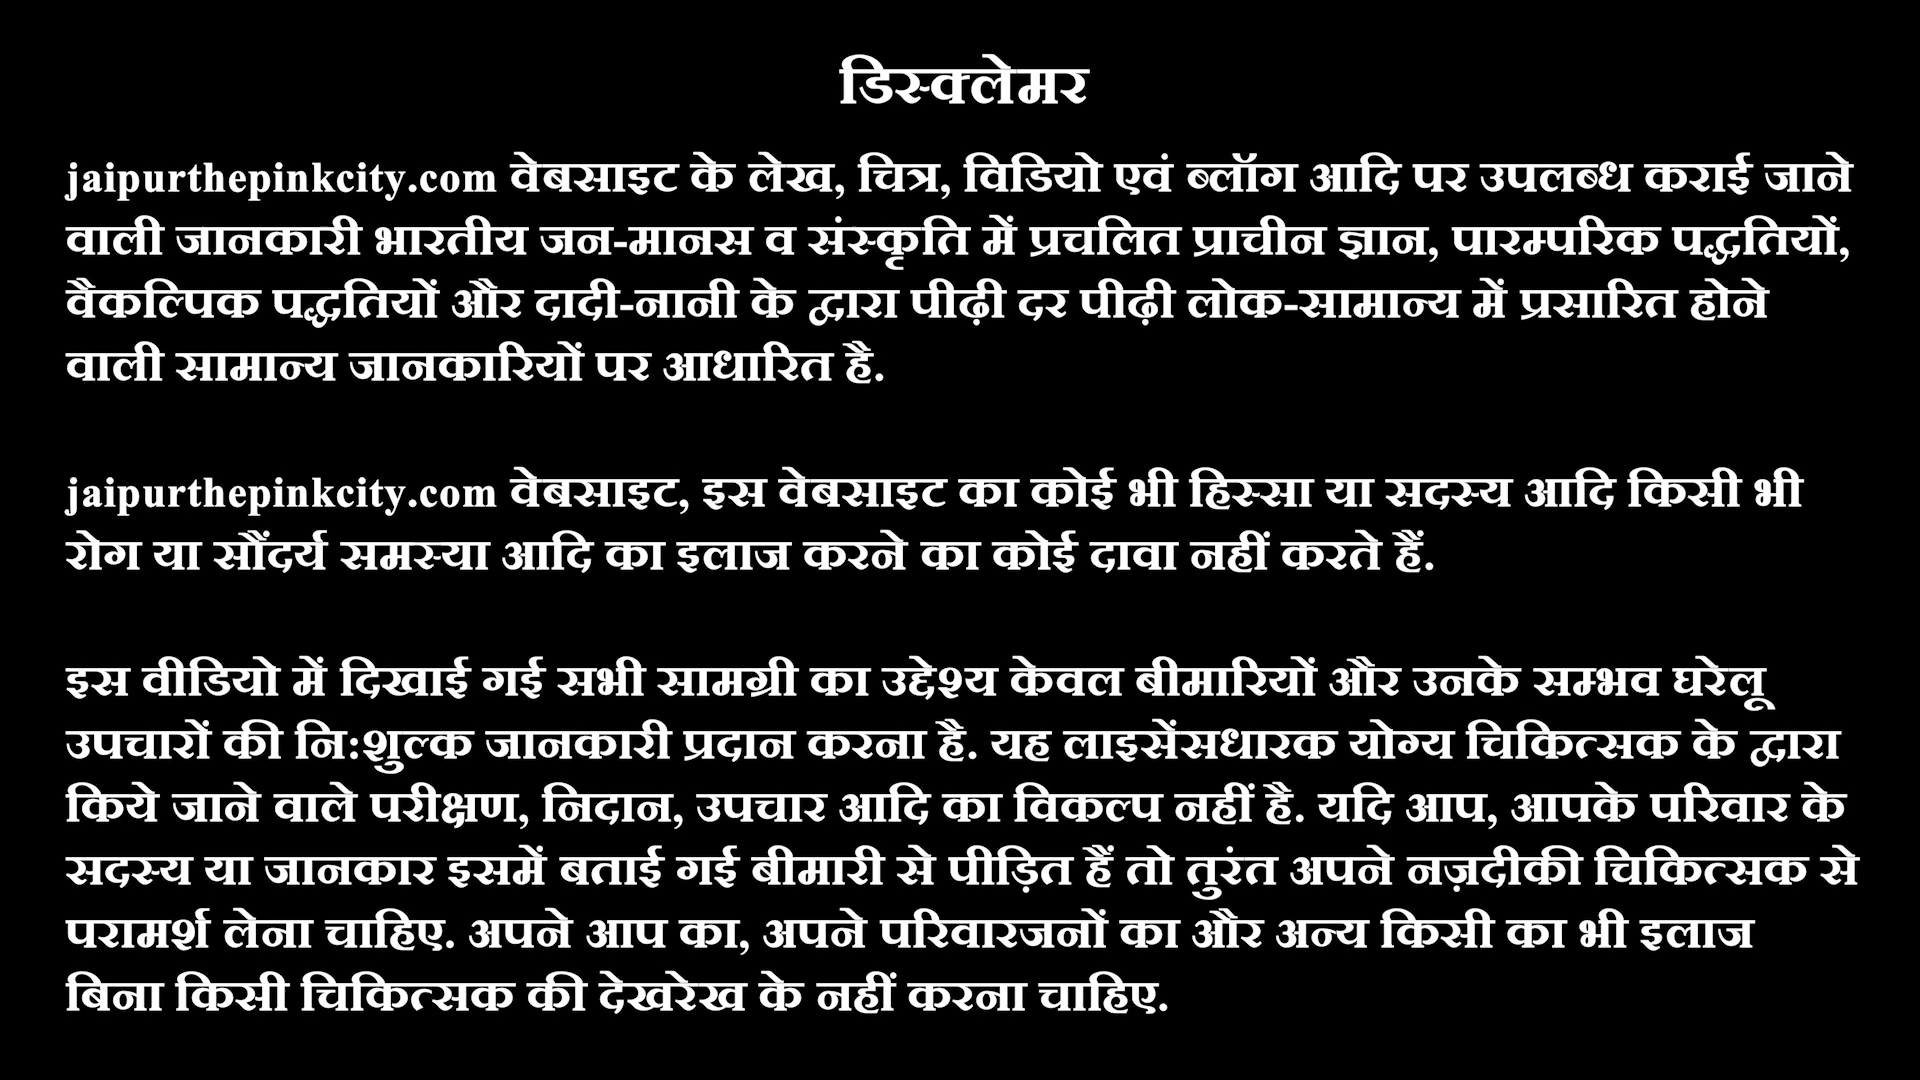 डिस्क्लेमर
jaipurthepinkcity.com वेबसाइट के लेख, चित्र, विडियो एवं ब्लॉग आदि पर उपलब्ध कराई जाने
वाली जानकारी भारतीय जन-मानस व संस्कृति में प्रचलित प्राचीन ज्ञान, पारम्परिक पद्धतियों,
वैकल्पिक पद्धतियों और दादी-नानी के द्वारा पीढ़ी दर पीढ़ी लोक-सामान्य में प्रसारित होने
वाली सामान्य जानकारियों पर आधारित है.
jaipurthepinkcity.com वेबसाइट, इस वेबसाइट का कोई भी हिस्सा या सदस्य आदि किसी भी
रोग या सौंदर्य समस्या आदि का इलाज करने का कोई दावा नहीं करते हैं.
इस वीडियो में दिखाई गई सभी सामग्री का उद्देश्य केवल बीमारियों और उनके सम्भव घरेलू
उपचारों की नि:शुल्क जानकारी प्रदान करना है. यह लाइसेंसधारक योग्य चिकित्सक के द्वारा
किये जाने वाले परीक्षण, निदान, उपचार आदि का विकल्प नहीं है. यदि आप, आपके परिवार के
सदस्य या जानकार इसमें बताई गई बीमारी से पीड़ित हैं तो तुरंत अपने नज़दीकी चिकित्सक से
परामर्श लेना चाहिए. अपने आप का, अपने परिवारजनों का और अन्य किसी का भी इलाज
बिना किसी चिकित्सक की देखरेख के नहीं करना चाहिए.